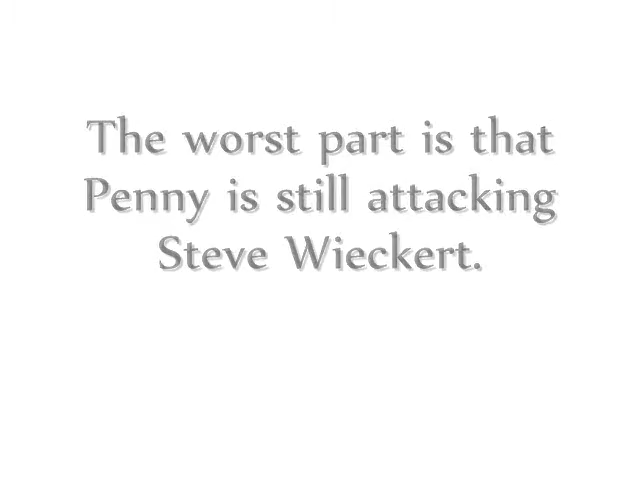 The worst part is that
Penny is still attacking
Steve Wieckert.